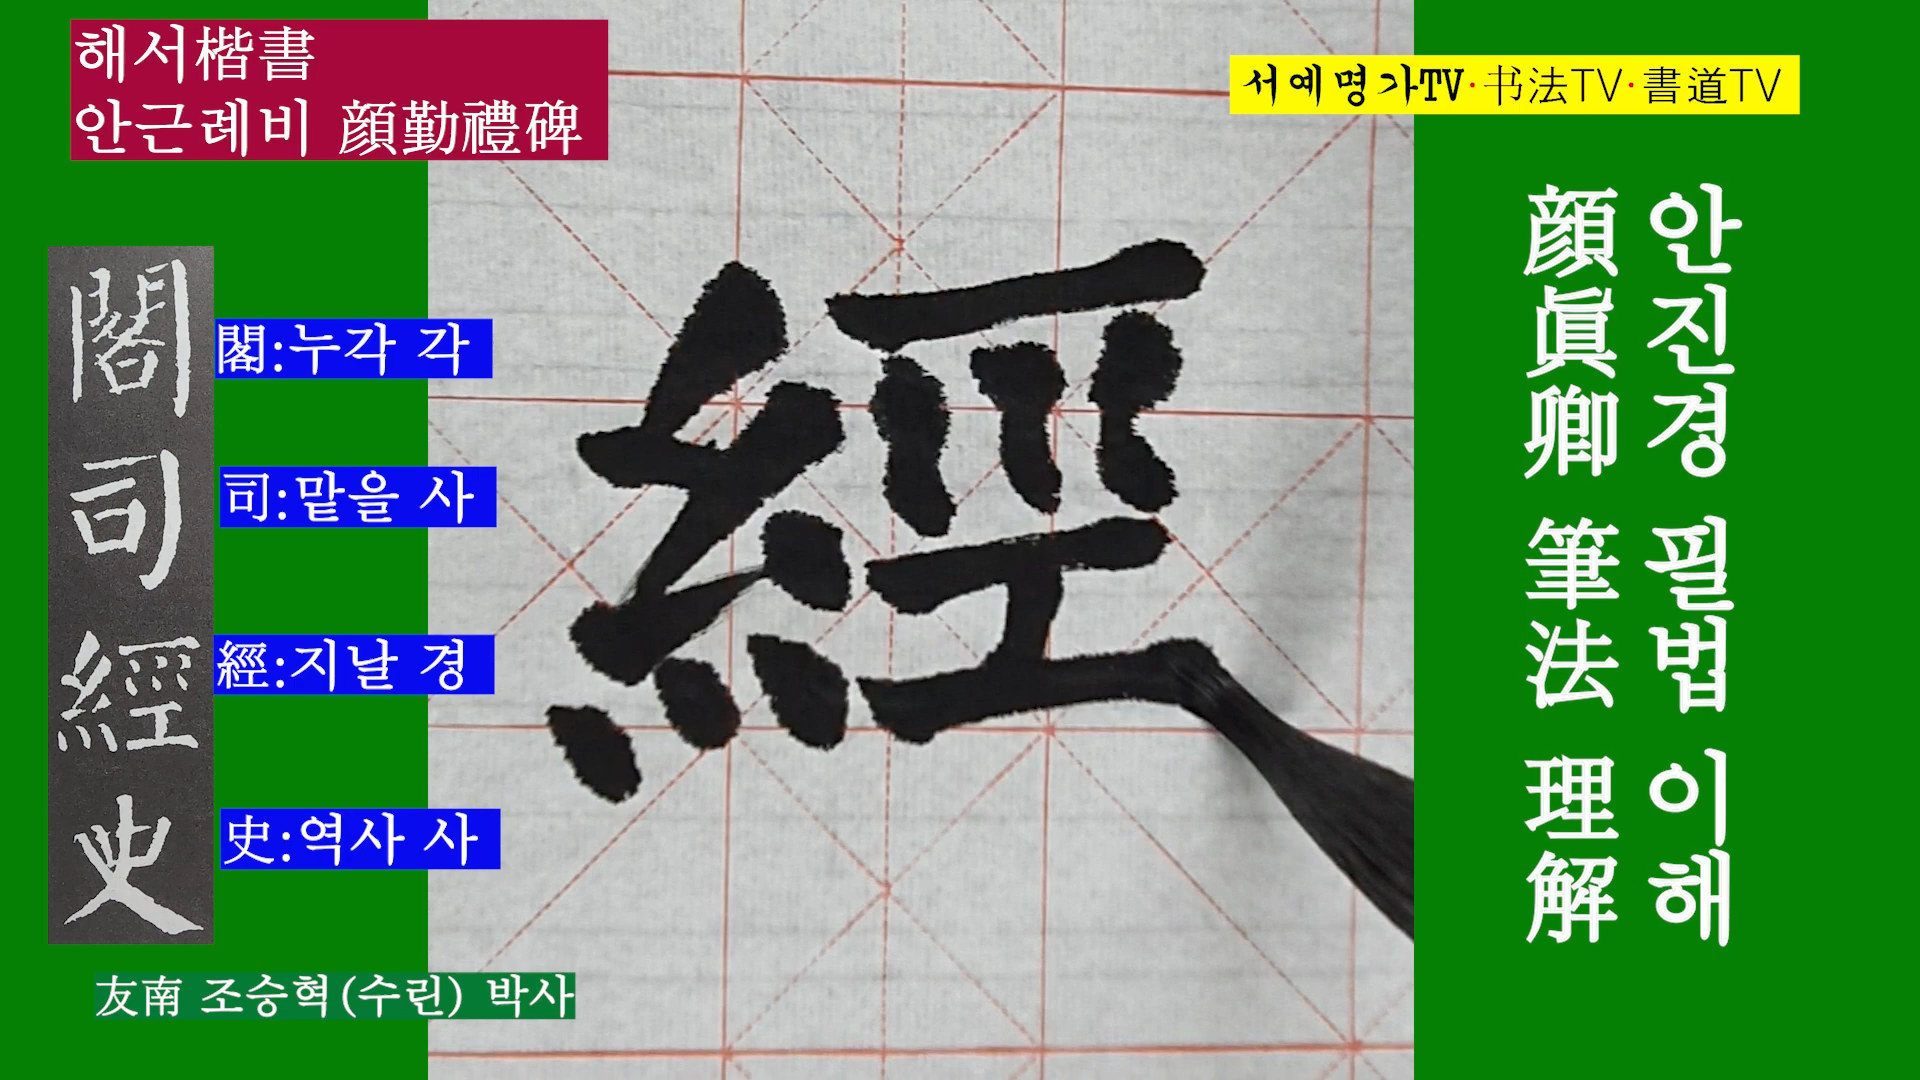 해서楷書
안근례비 顔勤禮碑
서예명가TV·书法TV·書道TV
閣
司
經
史
閣:누각 각
司:맡을 사
經:지날 경
史:역사 사
經
안진경 필법 이해
顔眞卿 筆法 理解
友南 조승혁(수린) 박사